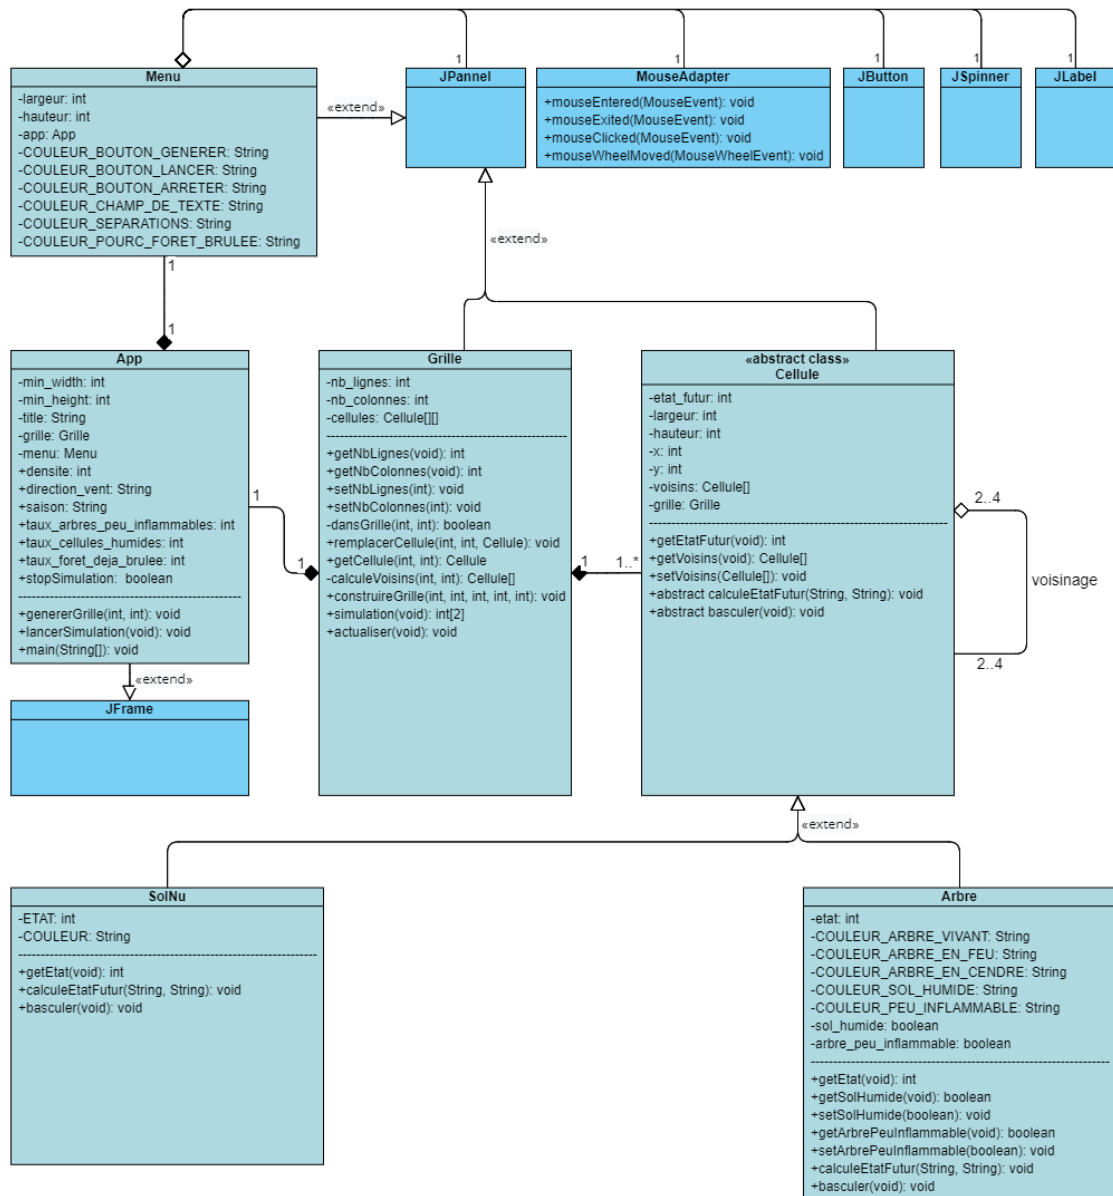 1
1
1
1
1
Menu
-largeur: int
-hauteur: int
-app: App
-COULEUR_BOUTON_GENERER: String
-COULEUR_BOUTON_LANCER: String
-COULEUR_BOUTON_ARRETER: String
-COULEUR_CHAMP_DE_TEXTE: String
-COULEUR_SEPARATIONS: String
-COULEUR_POURC_FORET_BRULEE: String
«extend»
JPannel
MouseAdapter
+mouseEntered(MouseEvent): void
+mouseExited(MouseEvent): void
+mouseClicked(MouseEvent): void
+mouseWheelMoved(MouseWheelEvent): void
JButton
JSpinner
JLabel
«extend»
1
1
App
-min_width: int
-min_height: int
-title: String
-grille: Grille
-menu: Menu
+densite: int
+direction_vent: String
+saison: String
+taux_arbres_peu_inflammables: int
+taux_cellules_humides: int
+taux_foret_deja_brulee: int
+stopSimulation: boolean
+genererGrille(int, int): void
+lancerSimulation(void): void
+main(String[]): void
«extend»
JFrame
1
1
Grille
-nb_lignes: int
-nb_colonnes: int
-cellules: Cellule[][]
+getNbLignes(void): int
+getNbColonnes(void): int
+setNbLignes(int): void
+setNbColonnes(int): void
-dansGrille(int, int): boolean
+remplacerCellule(int, int, Cellule): void
+getCellule(int, int): Cellule
-calculeVoisins(int, int): Cellule[]
+construireGrille(int, int, int, int, int): void
+simulation(void): int[2]
+actualiser(void): void
1
1..*
«abstract class»
Cellule
-etat_futur: int
-largeur: int
-hauteur: int
-x: int
-y: int
-voisins: Cellule[]
-grille: Grille
+getEtatFutur(void): int
+getVoisins(void): Cellule[]
+setVoisins(Cellule[]): void
+abstract calculeEtatFutur(String, String): void
+abstract basculer(void): void
2..4
voisinage
2..4
«extend»
SolNu
-ETAT: int
-COULEUR: String
+getEtat(void): int
+calculeEtatFutur(String, String): void
+basculer(void): void
Arbre
-etat: int
-COULEUR_ARBRE_VIVANT: String
-COULEUR_ARBRE_EN_FEU: String
-COULEUR_ARBRE_EN_CENDRE: String
-COULEUR_SOL_HUMIDE: String
-COULEUR_PEU_INFLAMMABLE: String
-sol_humide: boolean
-arbre_peu_inflammable: boolean
+getEtat(void): int
+getSolHumide(void): boolean
+setSolHumide(boolean): void
+getArbrePeuInflammable(void): boolean
+setArbrePeuInflammable(boolean): void
+calculeEtatFutur(String, String): void
+basculer(void): void